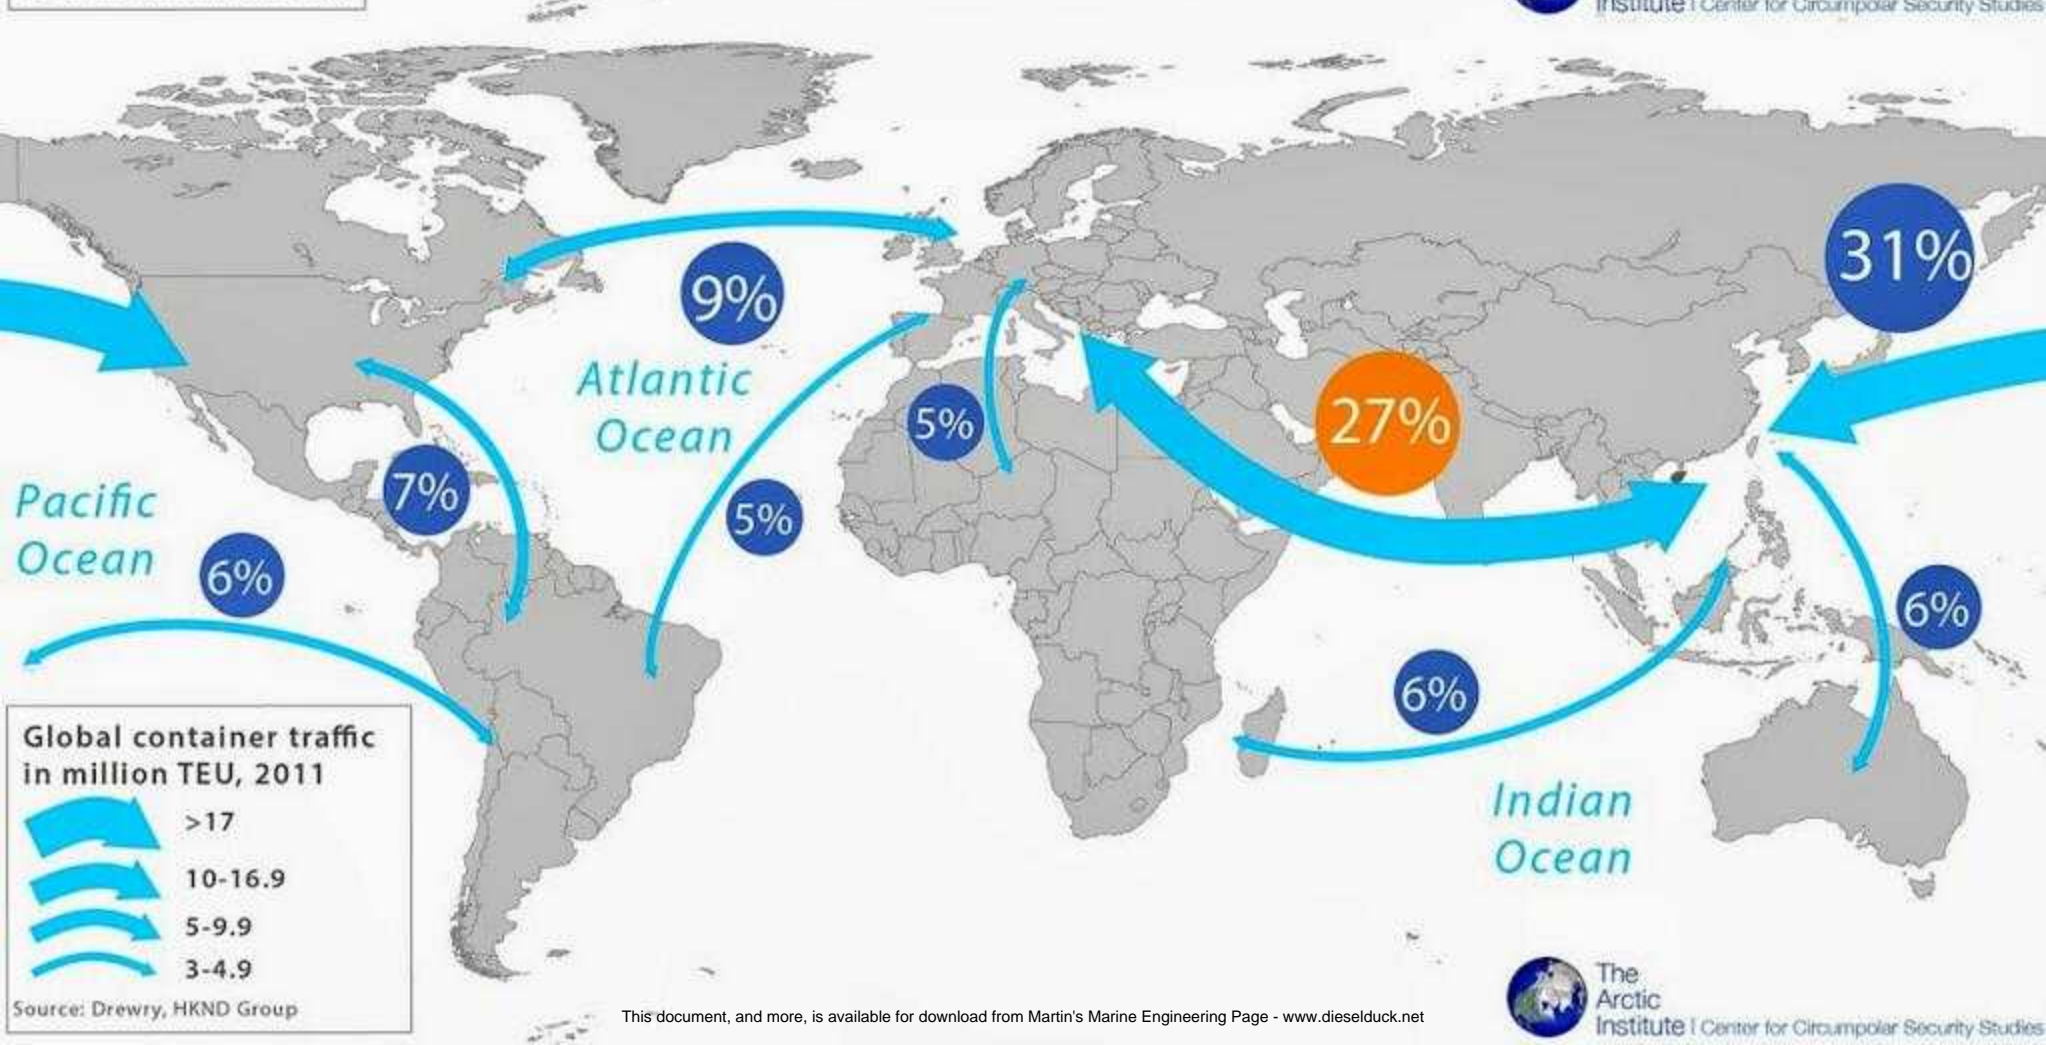 Institute | Center for Circumpolar Security Studies
31%
9%
Atlantic
Ocean
27%
5%
7%
5%
Pacific
Ocean
6%
6%
6%
Global container traffic
in million TEU, 2011
>17
10-16.9
5-9.9
3-4.9
Source: Drewry, HKND Group
Indian
Ocean
This document, and more, is available for download from Martin's Marine Engineering Page - www.dieselduck.net
The
Arctic
Institute | Center for Circumpolar Security Studies